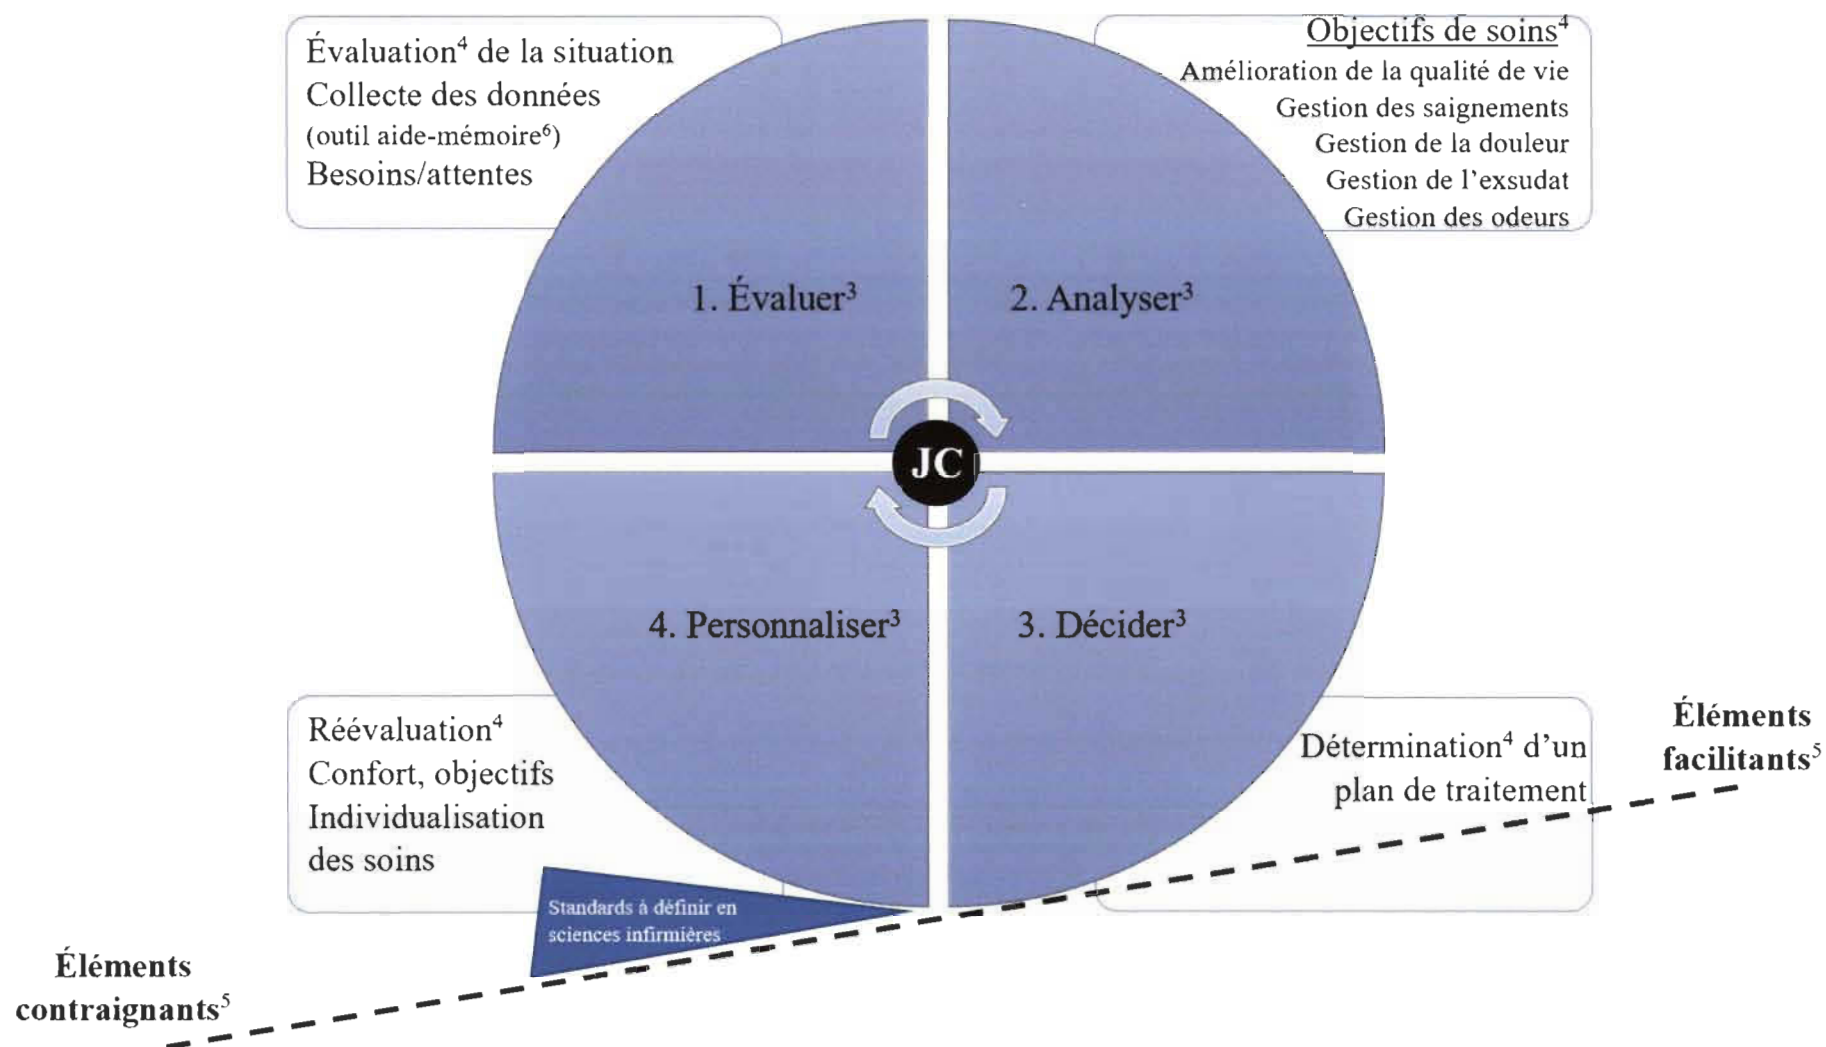 Évaluation⁴ de la situation
Collecte des données
(outil aide-mémoire⁶)
Besoins/attentes
Objectifs de soins⁴
Amélioration de la qualité de vie
Gestion des saignements
Gestion de la douleur
Gestion de l’exsudat
Gestion des odeurs
1. Évaluer³
2. Analyser³
JC
4. Personnaliser³
3. Décider³
Réévaluation⁴
Confort, objectifs
Individualisation
des soins
Détermination⁴ d’un
plan de traitement
Éléments
facilitants⁵
Standards à définir en
sciences infirmières
Éléments
contraignants⁵